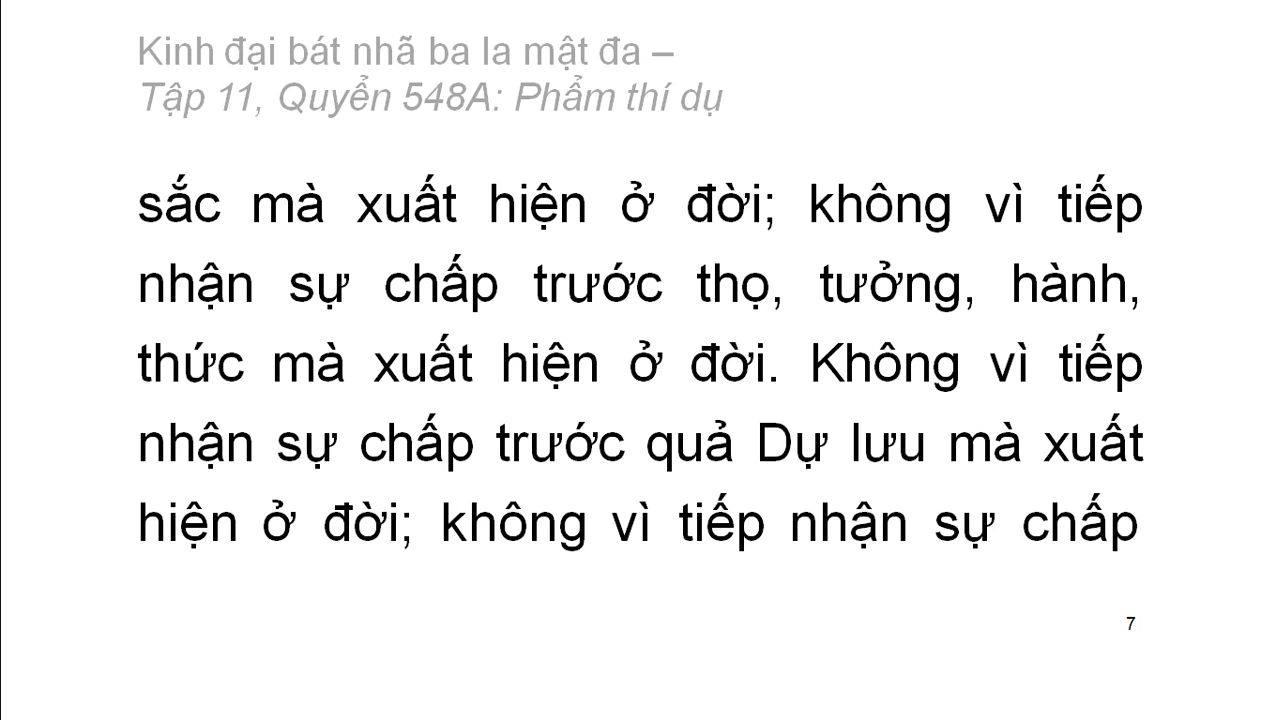 Kinh đại bát nhã ba la mật đa –
Tập 11, Quyển 548A: Phẩm thí dụ
sắc mà xuất hiện ở đời; không vì tiếp
nhận sự chấp trước thọ, tưởng, hành,
thức mà xuất hiện ở đời. Không vì tiếp
nhận sự chấp trước quả Dự lưu mà xuất
hiện ở đời; không vì tiếp nhận sự chấp
7